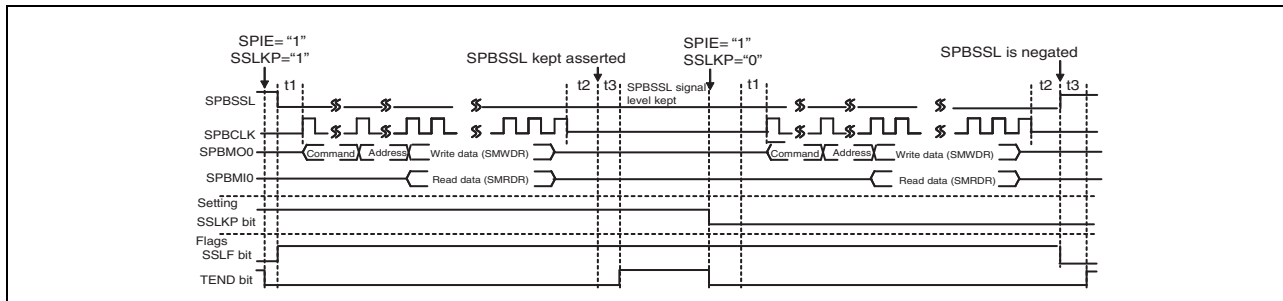 SPIE= “1”
SSLKP=“1”
SPBSSL kept asserted
SPIE= “1”
SSLKP=“0”
SPBSSL is negated
t1
t2
t3
SPBSSL signal
level kept
t1
t2
t3
SPBSSL
SPBCLK
SPBMO0
Command
Address
Write data (SMWDR)
Command
Address
Write data (SMWDR)
SPBMI0
Read data (SMRDR)
Read data (SMRDR)
Setting
SSLKP bit
Flags
SSLF bit
TEND bit